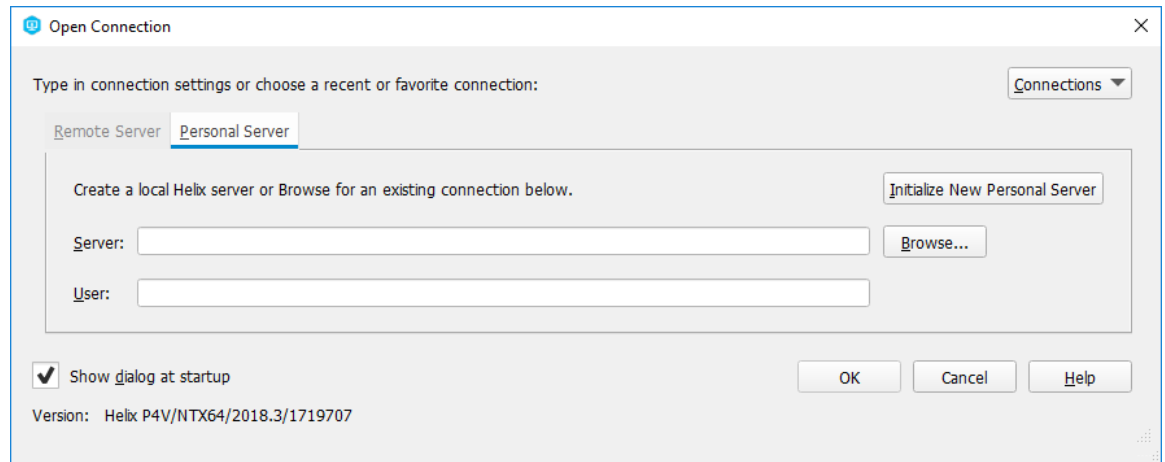 Open Connection
Type in connection settings or choose a recent or favorite connection:
Connections
Remote Server
Personal Server
Create a local Helix server or Browse for an existing connection below.
Initialize New Personal Server
Server:
Browse...
User:
Show dialog at startup
OK
Cancel
Help
Version: Helix P4V/NTX64/2018.3/1719707